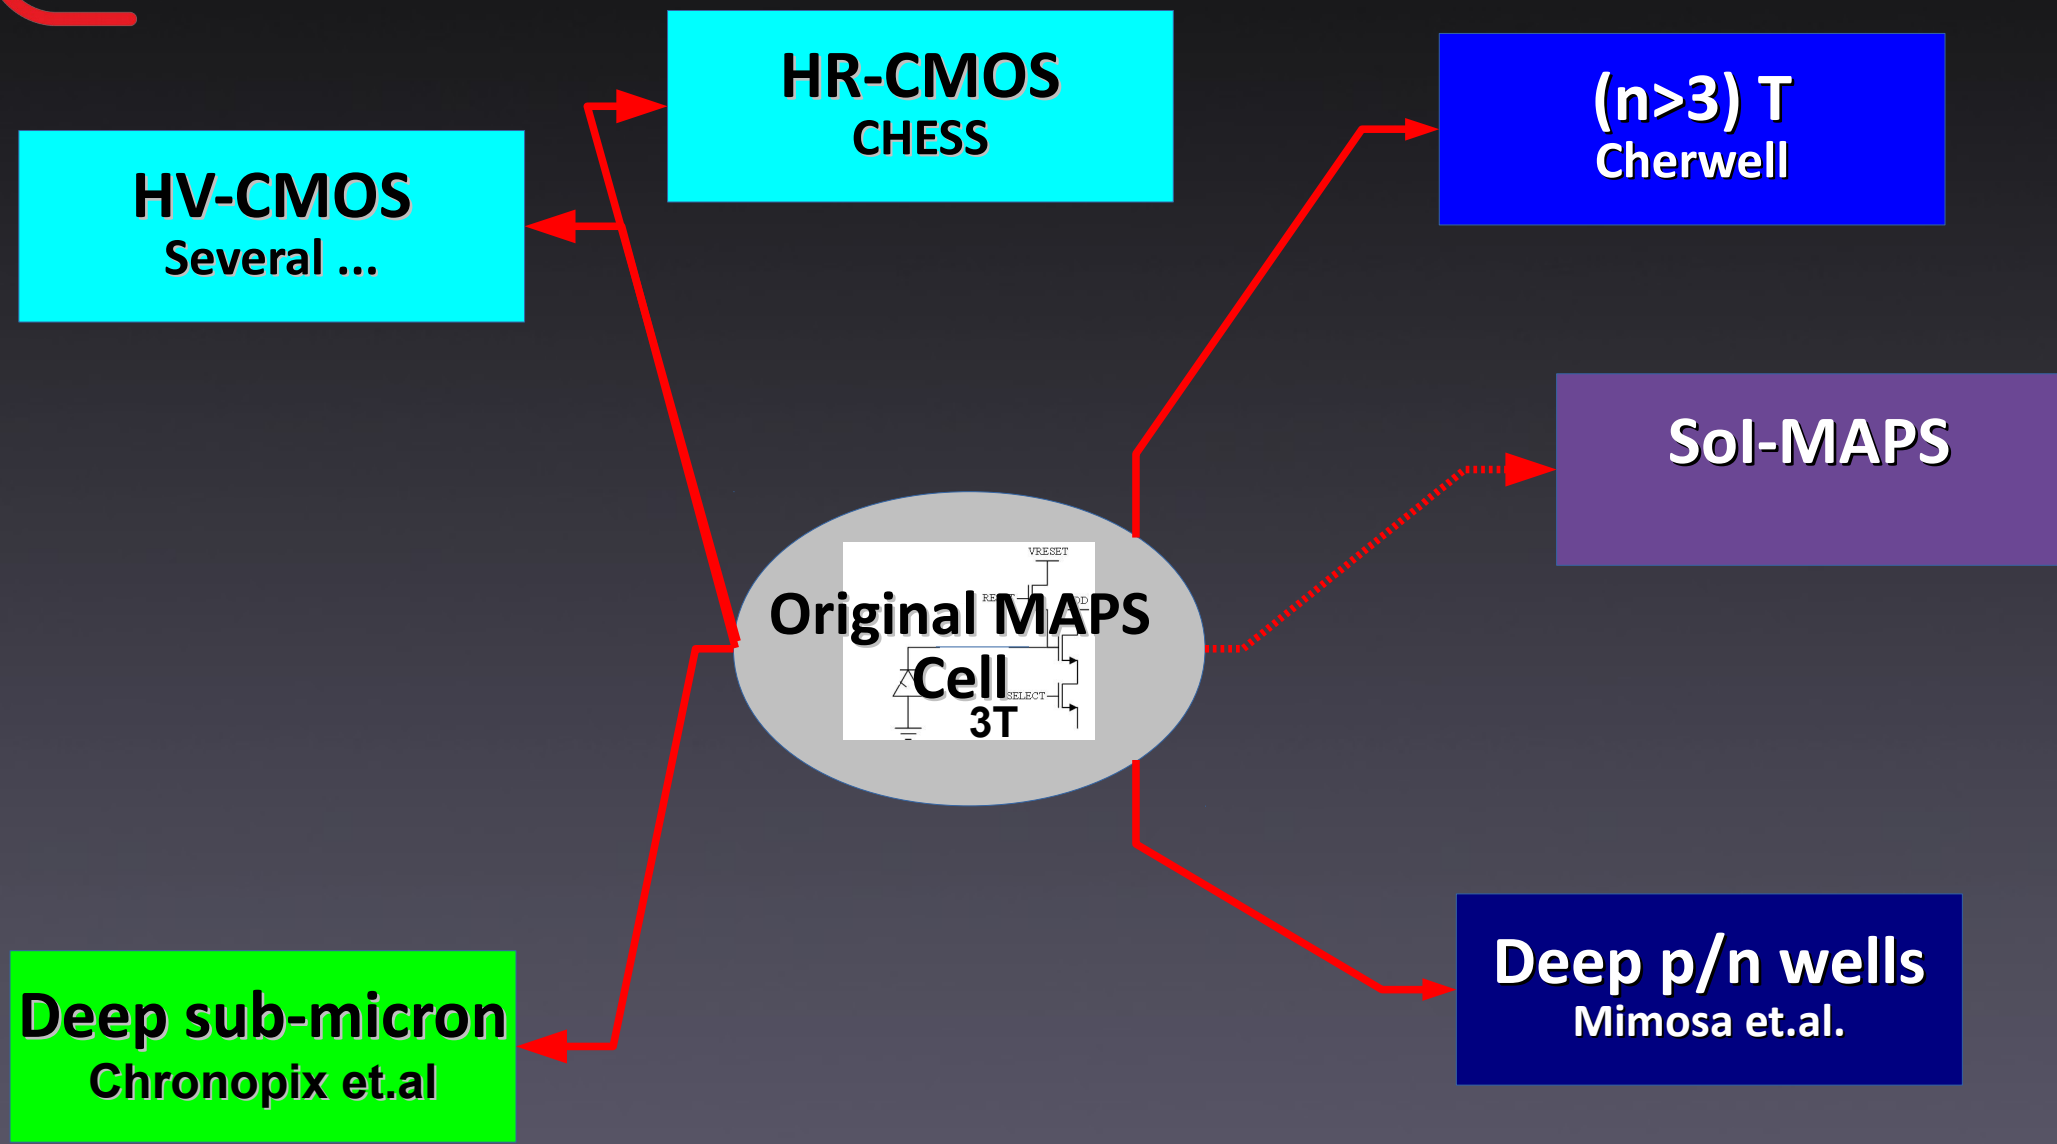 HR-CMOS
CHESS
(n>3) T
Cherwell
HV-CMOS
Several ...
SoI-MAPS
VRESET
Original MAPS
Cell
SELECT
3T
Deep p/n wells
Mimosa et.al.
Deep sub-micron
Chronopix et.al